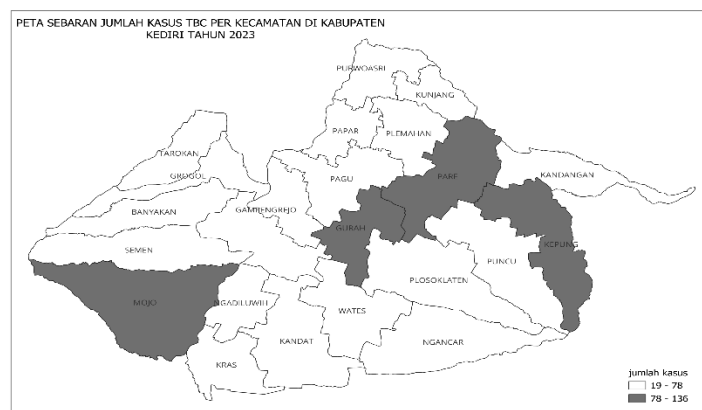 PETA SEBARAN JUMLAH KASUS TBC PER KECAMATAN DI KABUPATEN
KEDIRI TAHUN 2023
PURWOASRI
KUNJANG
PAPAR
PLEMAHAN
TAROKAN
GROGOL
PAGU
PARE
KANDANGAN
BANYAKAN
GAMPENGREJO
GURAH
KEPUNG
SEMEN
PUNCU
PLOSOKLATEN
MOJO
NGADILUWIH
WATES
KANDAT
NGANCAR
KRAS
jumlah kasus
19 - 78
78 - 136